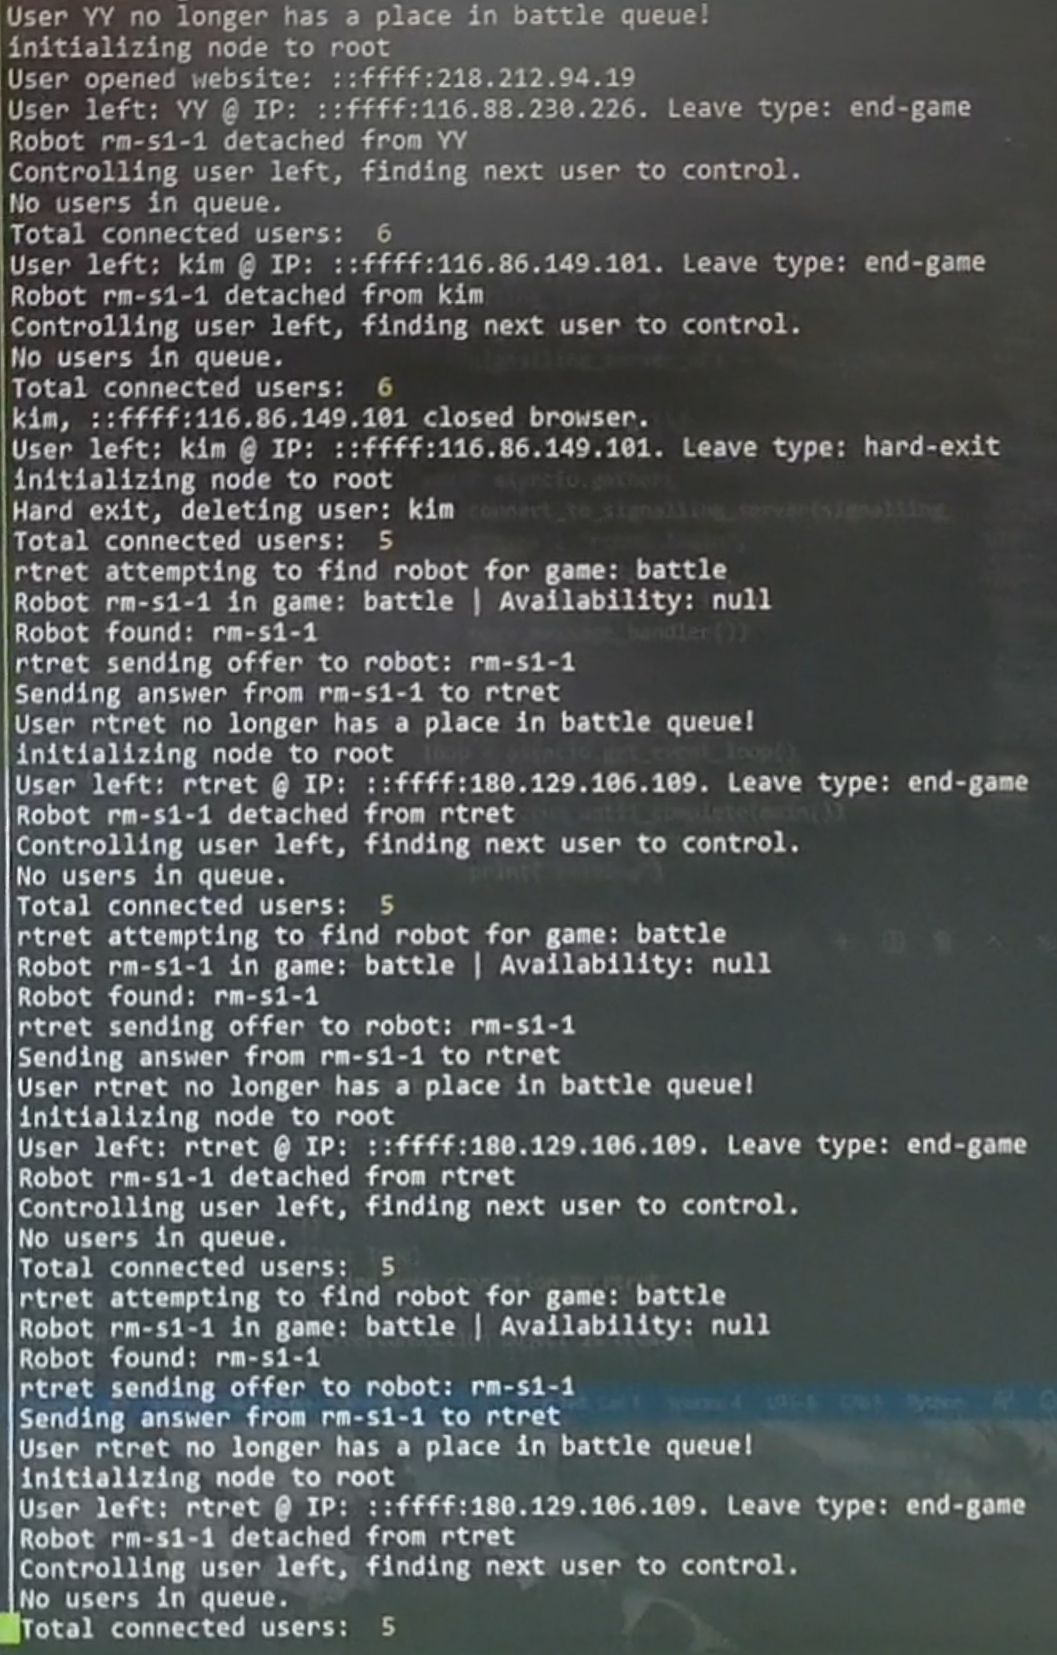 User YY no longer has a place in battle queue!
initializing node to root
User opened website: ::ffff:218.212.94.19
User left: YY @ IP: ::ffff:116.88.230.226. Leave type: end-game
Robot rm-s1-1 detached from YY
Controlling user left, finding next user to control.
No users in queue.
Total connected users:  6
User left: kim @ IP: ::ffff:116.86.149.101. Leave type: end-game
Robot rm-s1-1 detached from kim
Controlling user left, finding next user to control.
No users in queue.
Total connected users:  6
kim, ::ffff:116.86.149.101 closed browser.
User left: kim @ IP: ::ffff:116.86.149.101. Leave type: hard-exit
initializing node to root
Hard exit, deleting user: kim
Total connected users:  5
rtret attempting to find robot for game: battle
Robot rm-s1-1 in game: battle | Availability: null
Robot found: rm-s1-1
rtret sending offer to robot: rm-s1-1
Sending answer from rm-s1-1 to rtret
User rtret no longer has a place in battle queue!
initializing node to root
User left: rtret @ IP: ::ffff:180.129.106.109. Leave type: end-game
Robot rm-s1-1 detached from rtret
Controlling user left, finding next user to control.
No users in queue.
Total connected users:  5
rtret attempting to find robot for game: battle
Robot rm-s1-1 in game: battle | Availability: null
Robot found: rm-s1-1
rtret sending offer to robot: rm-s1-1
Sending answer from rm-s1-1 to rtret
User rtret no longer has a place in battle queue!
initializing node to root
User left: rtret @ IP: ::ffff:180.129.106.109. Leave type: end-game
Robot rm-s1-1 detached from rtret
Controlling user left, finding next user to control.
No users in queue.
Total connected users:  5
rtret attempting to find robot for game: battle
Robot rm-s1-1 in game: battle | Availability: null
Robot found: rm-s1-1
rtret sending offer to robot: rm-s1-1
Sending answer from rm-s1-1 to rtret
User rtret no longer has a place in battle queue!
initializing node to root
User left: rtret @ IP: ::ffff:180.129.106.109. Leave type: end-game
Robot rm-s1-1 detached from rtret
Controlling user left, finding next user to control.
No users in queue.
Total connected users:  5